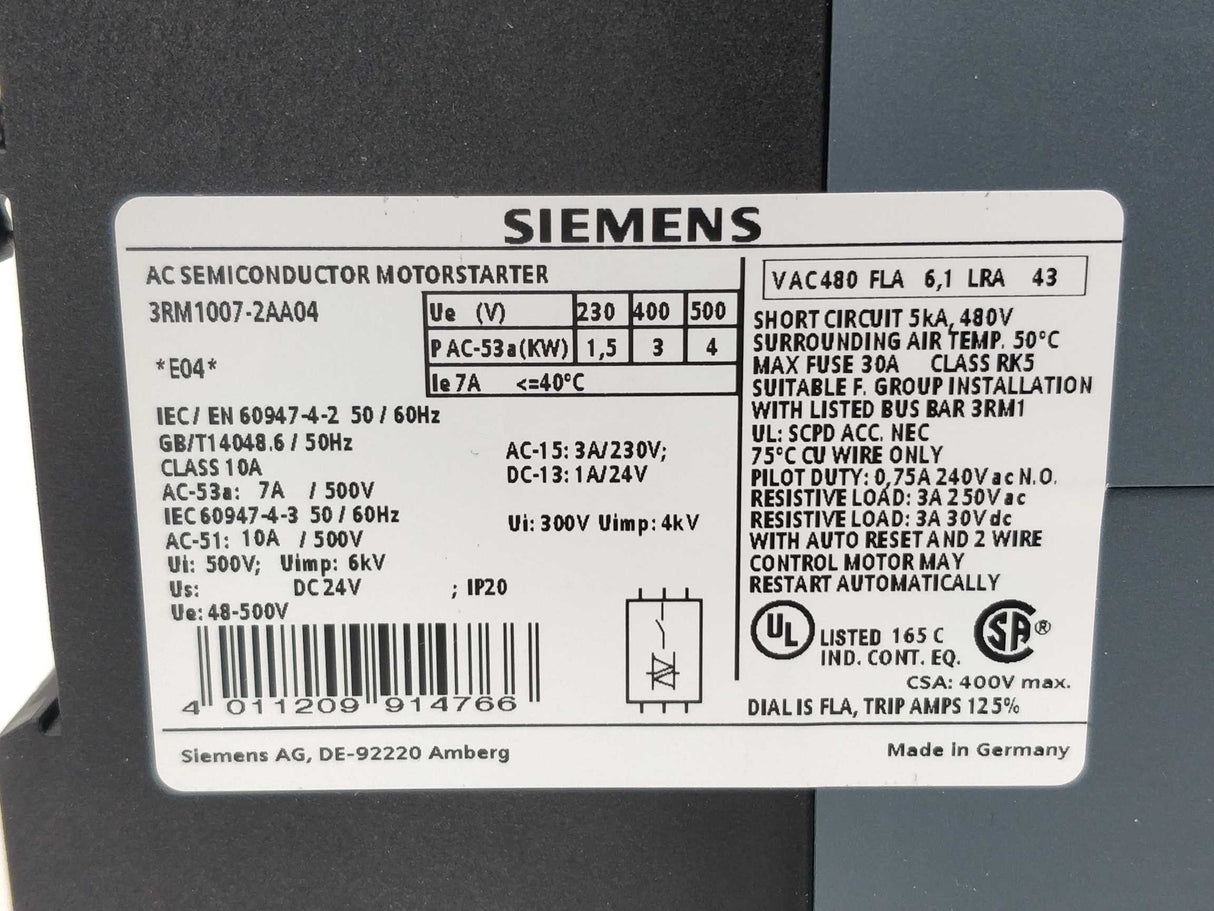 SIEMENS
AC SEMICONDUCTOR MOTORSTARTER
3RM1007-2AA04
Ue (V) 230 400 500
P AC-53a(KW) 1,5 3 4
Ie 7A <=40°C
*E04*
IEC/ EN 60947-4-2 50 / 60Hz
GB/T14048.6 / 50Hz
CLASS 10A
AC-53a: 7A / 500V
IEC 60947-4-3 50 / 60Hz
AC-51: 10A / 500V
Ui: 500V; Uimp: 6kV
Us: DC 24V ; IP20
Ue: 48-500V
AC-15: 3A/230V;
DC-13: 1A/24V
Ui: 300V Uimp: 4kV
4 011209 914766
VAC480 FLA 6,1 LRA 43
SHORT CIRCUIT 5kA, 480V
SURROUNDING AIR TEMP. 50°C
MAX FUSE 30A CLASS RK5
SUITABLE F. GROUP INSTALLATION
WITH LISTED BUS BAR 3RM1
UL: SCPD ACC. NEC
75°C CU WIRE ONLY
PILOT DUTY: 0,75A 240V ac N.O.
RESISTIVE LOAD: 3A 250V ac
RESISTIVE LOAD: 3A 30V dc
WITH AUTO RESET AND 2 WIRE
CONTROL MOTOR MAY
RESTART AUTOMATICALLY
UL LISTED 165 C
IND. CONT. EQ.
SA ®
CSA: 400V max.
DIAL IS FLA, TRIP AMPS 125%
Siemens AG, DE-92220 Amberg
Made in Germany